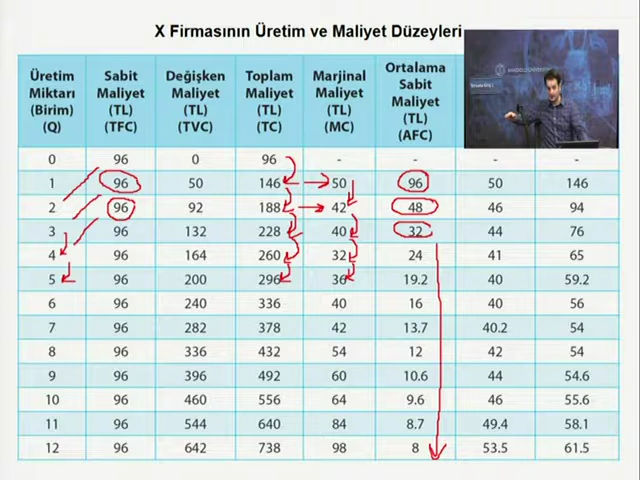 X Firmasının Üretim ve Maliyet Düzeyleri
Üretim Miktarı (Birim) (Q) Sabit Maliyet (TL) (TFC) Değişken Maliyet (TL) (TVC) Toplam Maliyet (TL) (TC) Marjinal Maliyet (TL) (MC) Ortalama Sabit Maliyet (TL) (AFC)
0 96 0 96 - - - -
1 96 50 146 50 96 50 146
2 96 92 188 42 48 46 94
3 96 132 228 40 32 44 76
4 96 164 260 32 24 41 65
5 96 200 296 36 19.2 40 59.2
6 96 240 336 40 16 40 56
7 96 282 378 42 13.7 40.2 54
8 96 336 432 54 12 42 54
9 96 396 492 60 10.6 44 54.6
10 96 460 556 64 9.6 46 55.6
11 96 544 640 84 8.7 49.4 58.1
12 96 642 738 98 8 53.5 61.5